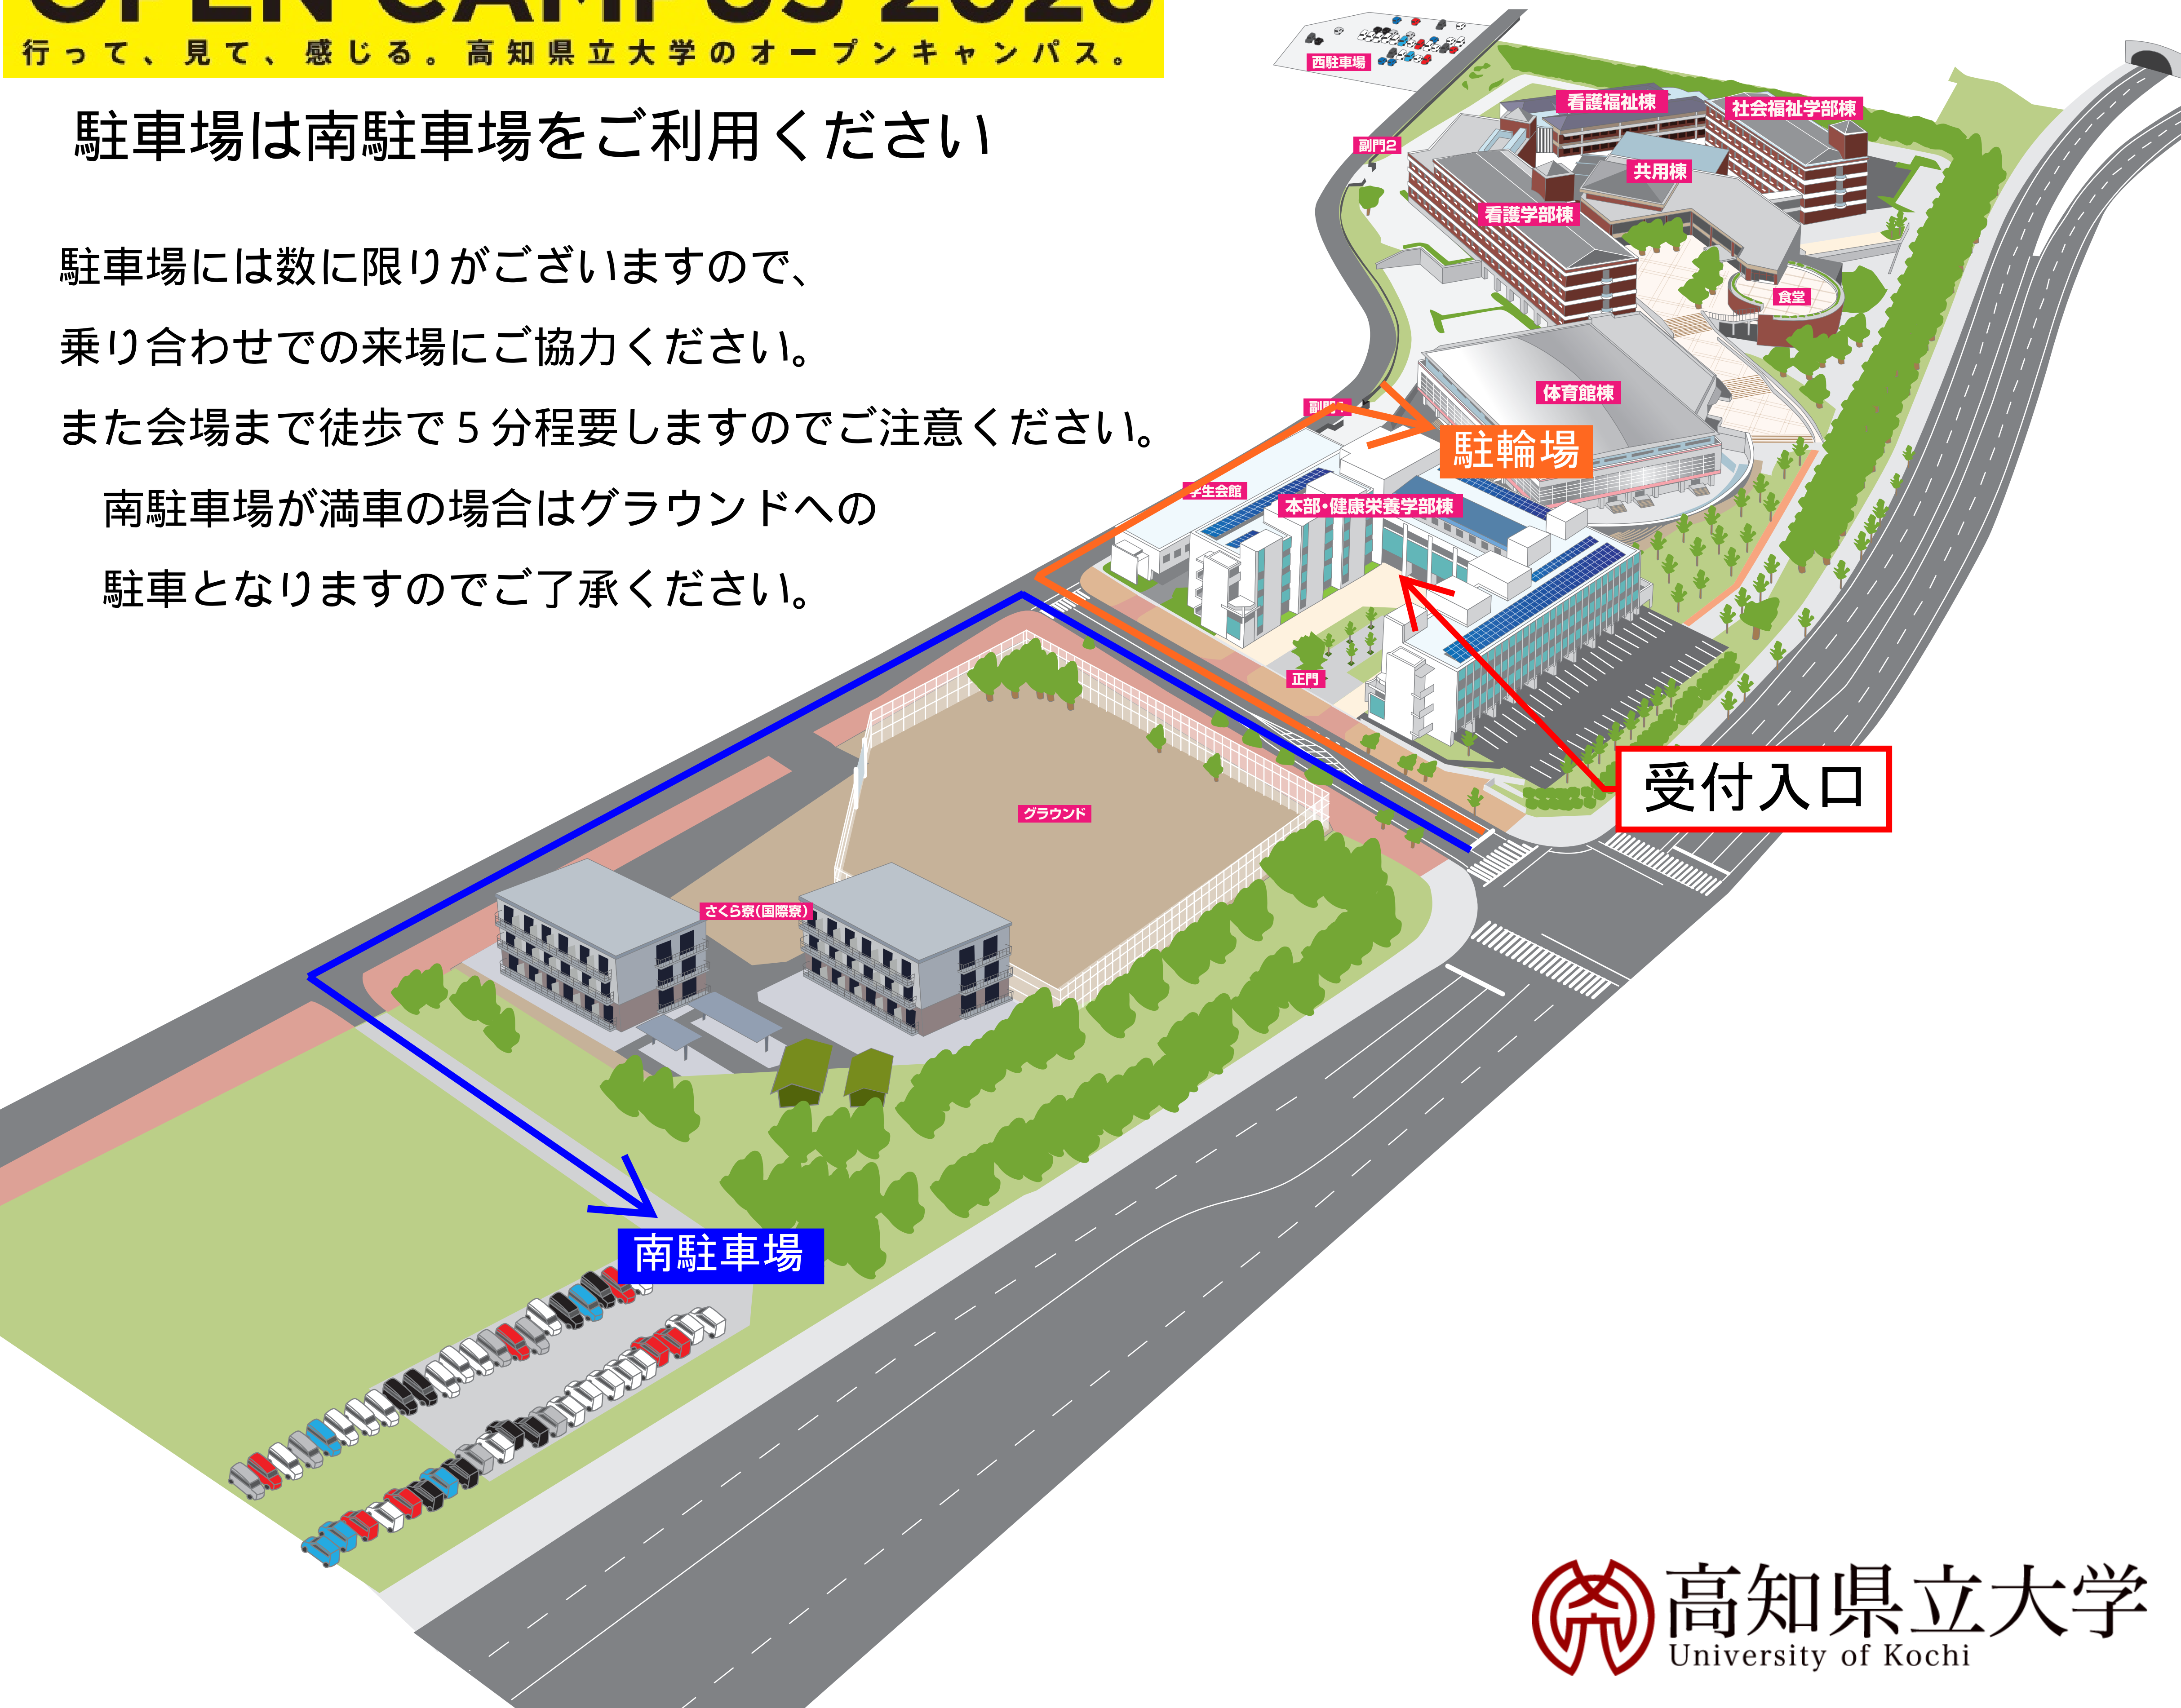 OPEN CAMPUS 2026
行って、見て、感じる。高知県立大学のオープンキャンパス。
駐車場は南駐車場をご利用ください
駐車場には数に限りがございますので、
乗り合わせでの来場にご協力ください。
また会場まで徒歩で５分程要しますのでご注意ください。
南駐車場が満車の場合はグラウンドへの
駐車となりますのでご了承ください。
西駐車場
看護福祉棟
社会福祉学部棟
副門2
共用棟
看護学部棟
食堂
体育館棟
副門1
駐輪場
学生会館
本部・健康栄養学部棟
正門
受付入口
グラウンド
さくら寮(国際寮)
南駐車場
高知県立大学
University of Kochi